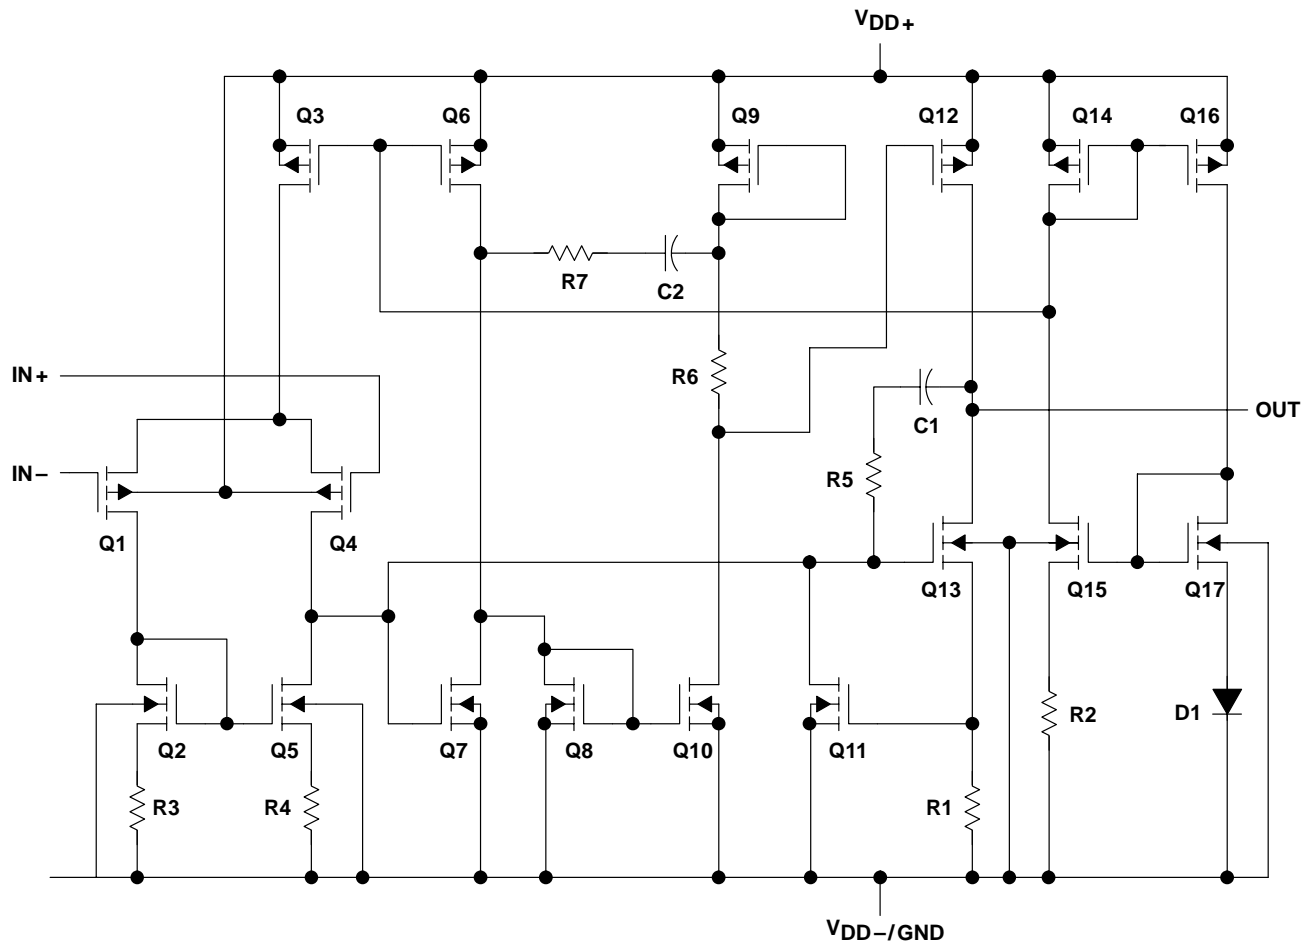 VDD+
Q3
Q6
Q9
Q12
Q14
Q16
R7
C2
IN+
R6
C1
OUT
IN−
R5
Q1
Q4
Q13
Q15
Q17
Q2
Q5
Q7
Q8
Q10
Q11
R2
D1
R3
R4
R1
VDD−/GND